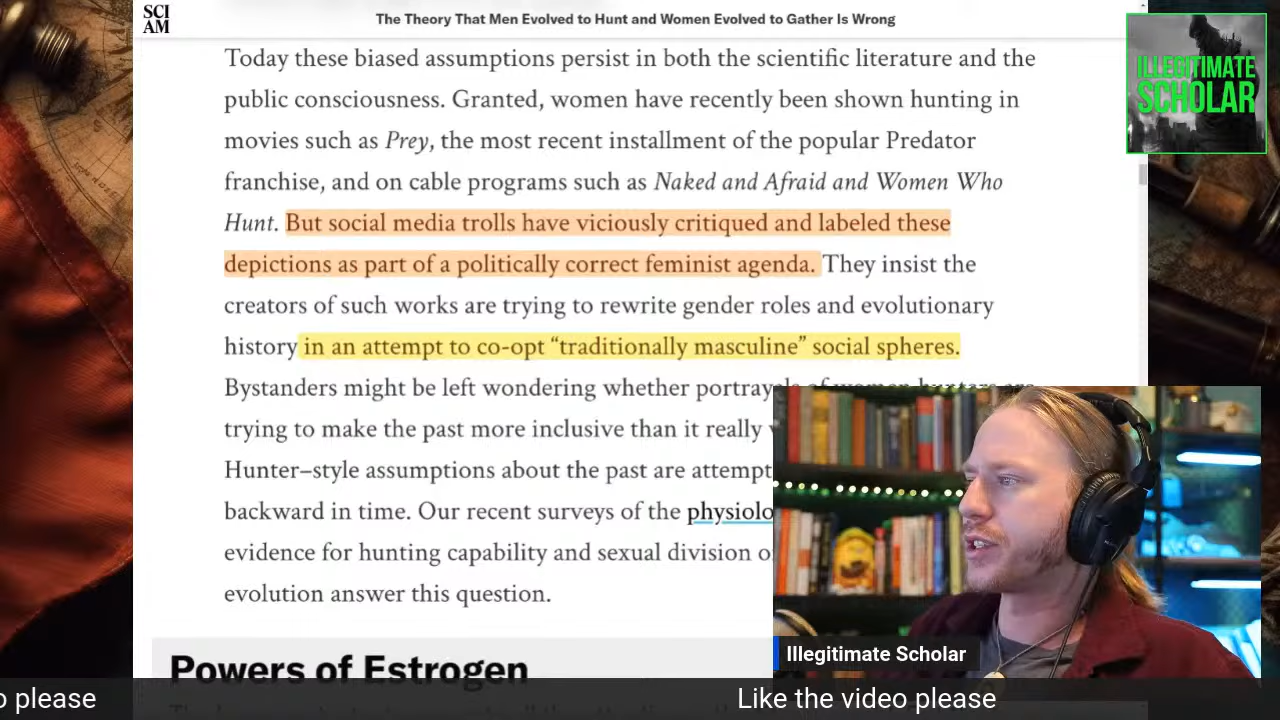 SCI
AM
The Theory That Men Evolved to Hunt and Women Evolved to Gather Is Wrong
ILLEGITIMATE
SCHOLAR
Today these biased assumptions persist in both the scientific literature and the
public consciousness. Granted, women have recently been shown hunting in
movies such as Prey, the most recent installment of the popular Predator
franchise, and on cable programs such as Naked and Afraid and Women Who
Hunt. But social media trolls have viciously critiqued and labeled these
depictions as part of a politically correct feminist agenda. They insist the
creators of such works are trying to rewrite gender roles and evolutionary
history in an attempt to co-opt “traditionally masculine” social spheres.
Bystanders might be left wondering whether portrayals of women hunters are
trying to make the past more inclusive than it really
Hunter–style assumptions about the past are attempt
backward in time. Our recent surveys of the physiolo
evidence for hunting capability and sexual division o
evolution answer this question.
Powers of Estrogen
Illegitimate Scholar
o please
Like the video please